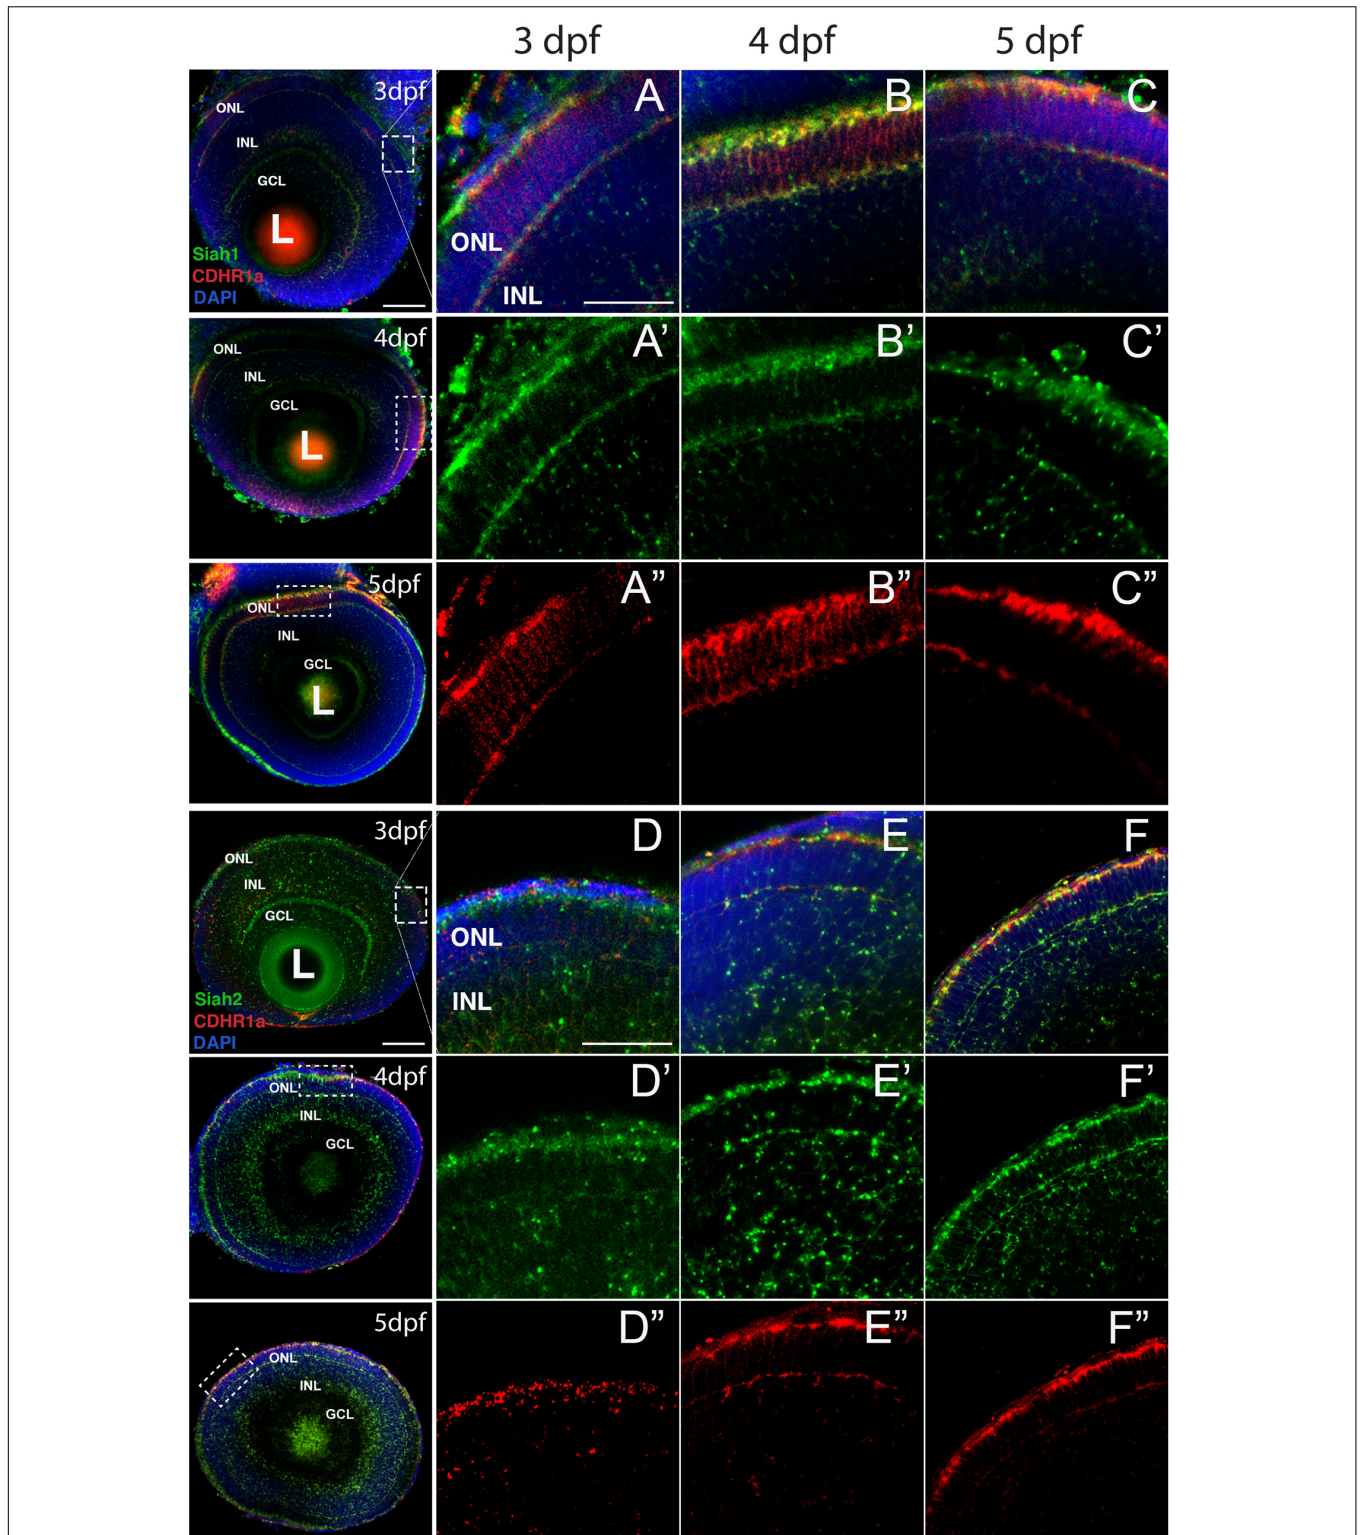 3 dpf 4 dpf 5 dpf
3dpf
ONL
INL
GCL
L
Siah1
CDHR1a
DAPI
A
ONL
INL
B
C
4dpf
ONL
INL
GCL
L
A’
B’
C’
5dpf
ONL
INL
GCL
L
A”
B”
C”
3dpf
ONL
INL
GCL
L
Siah2
CDHR1a
DAPI
D
ONL
INL
E
F
4dpf
ONL
INL
GCL
D’
E’
F’
5dpf
ONL
INL
GCL
D”
E”
F”